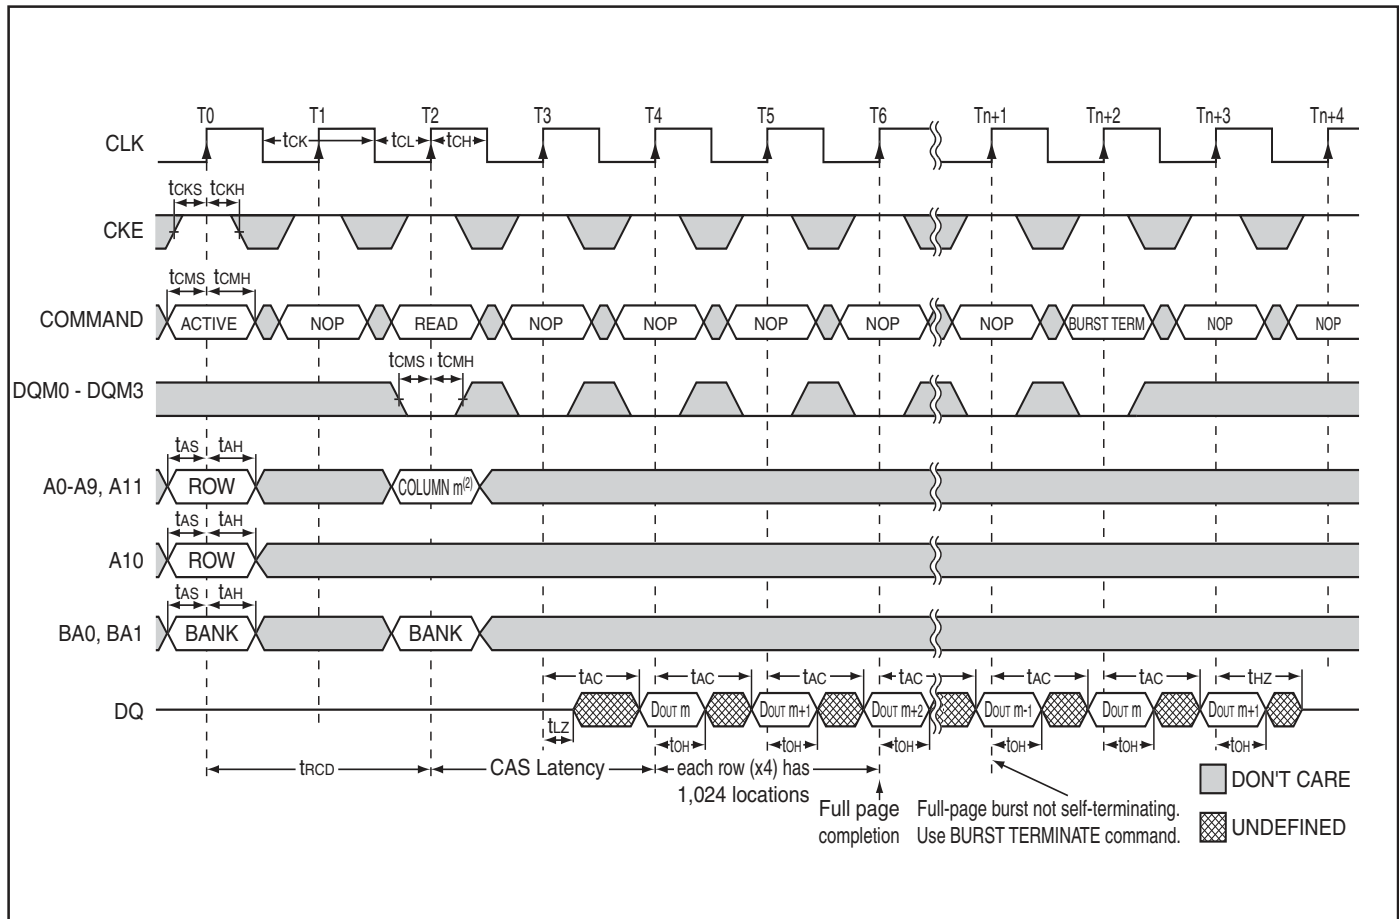 T0 T1 T2 T3 T4 T5 T6 Tn+1 Tn+2 Tn+3 Tn+4
CLK tCK tCL tCH
tCKS tCKH
CKE
tCMS tCMH
COMMAND ACTIVE NOP READ NOP NOP NOP NOP NOP BURST TERM NOP NOP
tCMS tCMH
DQM0 - DQM3
tAS tAH
A0-A9, A11 ROW COLUMN m(2)
tAS tAH
A10 ROW
tAS tAH
BA0, BA1 BANK BANK
tAC tAC tAC tAC tAC tAC tHZ
DQ DOUT m DOUT m+1 DOUT m+2 DOUT m-1 DOUT m DOUT m+1
tLZ tOH tOH tOH tOH tOH tOH
tRCD CAS Latency each row (x4) has
1,024 locations
Full page
completion
Full-page burst not self-terminating.
Use BURST TERMINATE command.
DON'T CARE
UNDEFINED